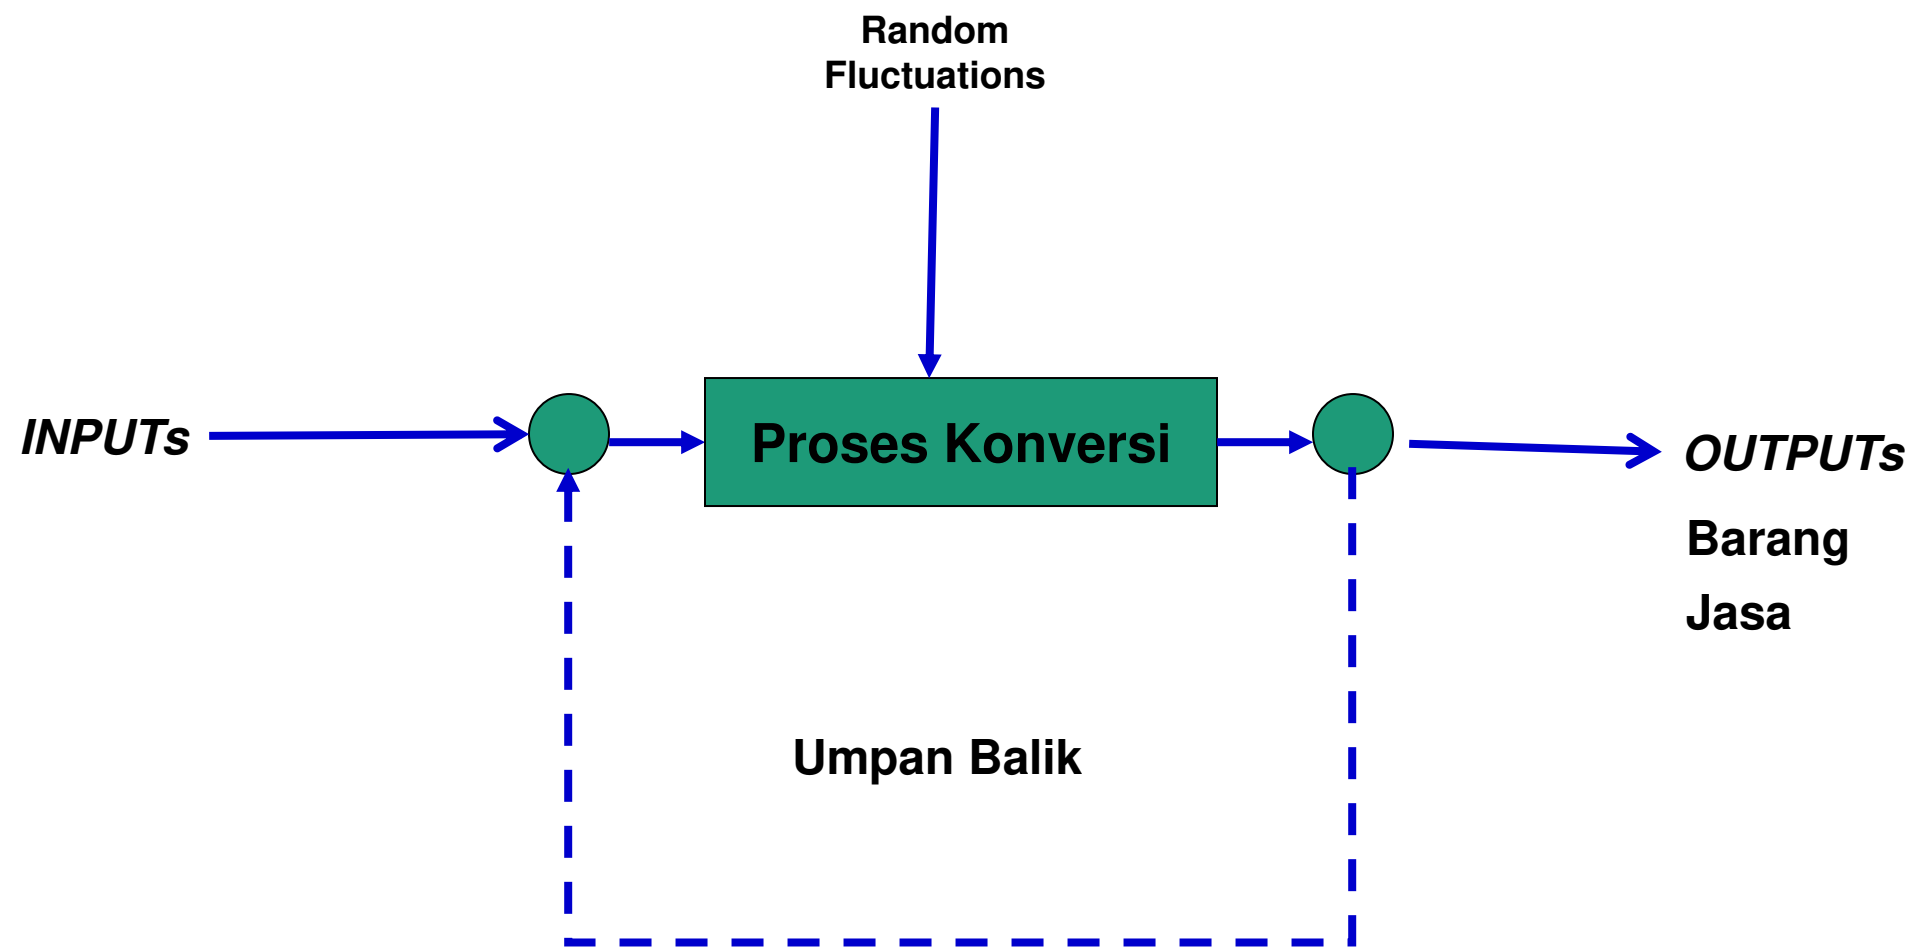 Random
Fluctuations
INPUTs
Proses Konversi
OUTPUTs
Barang
Jasa
Umpan Balik